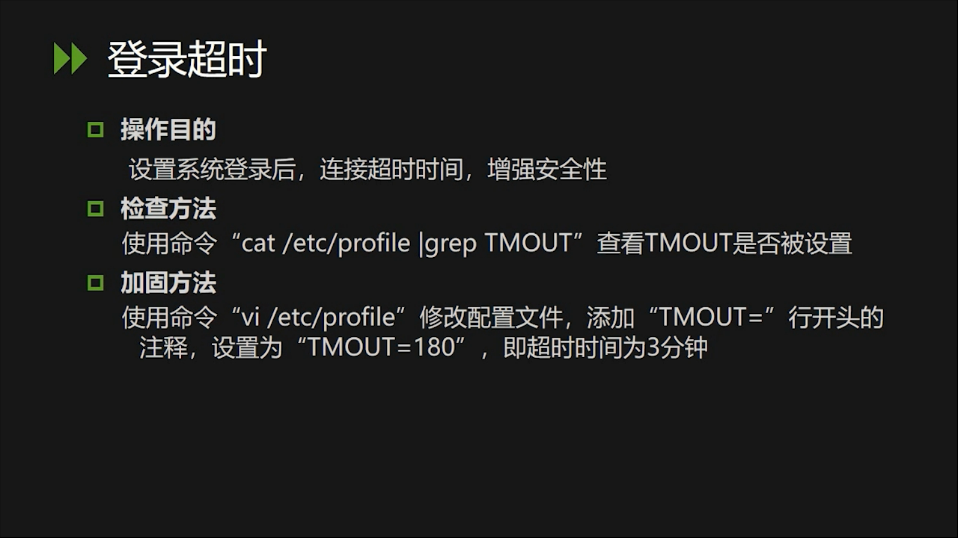 登录超时
操作目的
设置系统登录后，连接超时时间，增强安全性
检查方法
使用命令“cat /etc/profile |grep TMOUT”查看TMOUT是否被设置
加固方法
使用命令“vi /etc/profile”修改配置文件，添加“TMOUT=”行开头的
注释，设置为“TMOUT=180”，即超时时间为3分钟